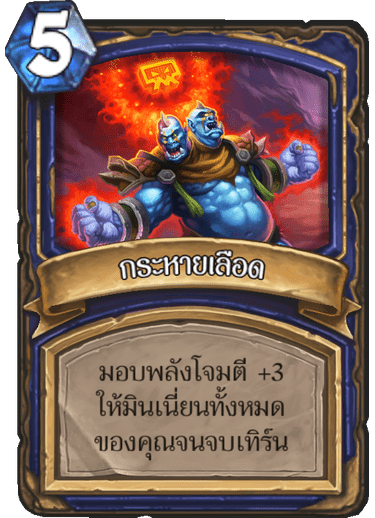 5
กระหายเลือด
มอบพลังโจมตี +3
ให้มินเนี่ยนทั้งหมด
ของคุณจนจบเทิร์น